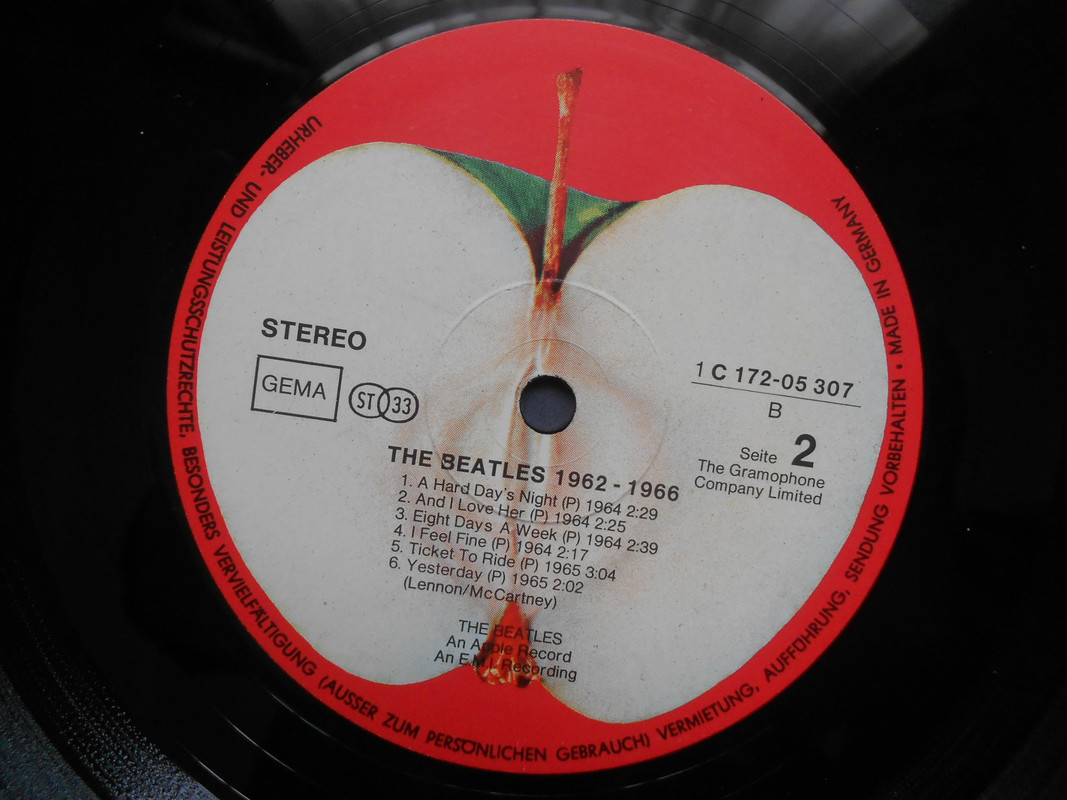 URHEBER- UND LEISTUNGSSCHUTZRECHTE, BESONDERS VERVIELFÄLTIGUNG (AUSSER ZUM PERSÖNLICHEN GEBRAUCH) VERMIETUNG, AUFFÜHRUNG, SENDUNG VORBEHALTEN • MADE IN GERMANY
STEREO
GEMA
ST 33
1 C 172-05 307
B
Seite 2
The Gramophone
Company Limited
THE BEATLES 1962 - 1966
1. A Hard Day's Night (P) 1964 2:29
2. And I Love Her (P) 1964 2:25
3. Eight Days A Week (P) 1964 2:39
4. I Feel Fine (P) 1964 2:17
5. Ticket To Ride (P) 1965 3:04
6. Yesterday (P) 1965 2:02
(Lennon/McCartney)
THE BEATLES
An Apple Record
An E.M.I. Recording